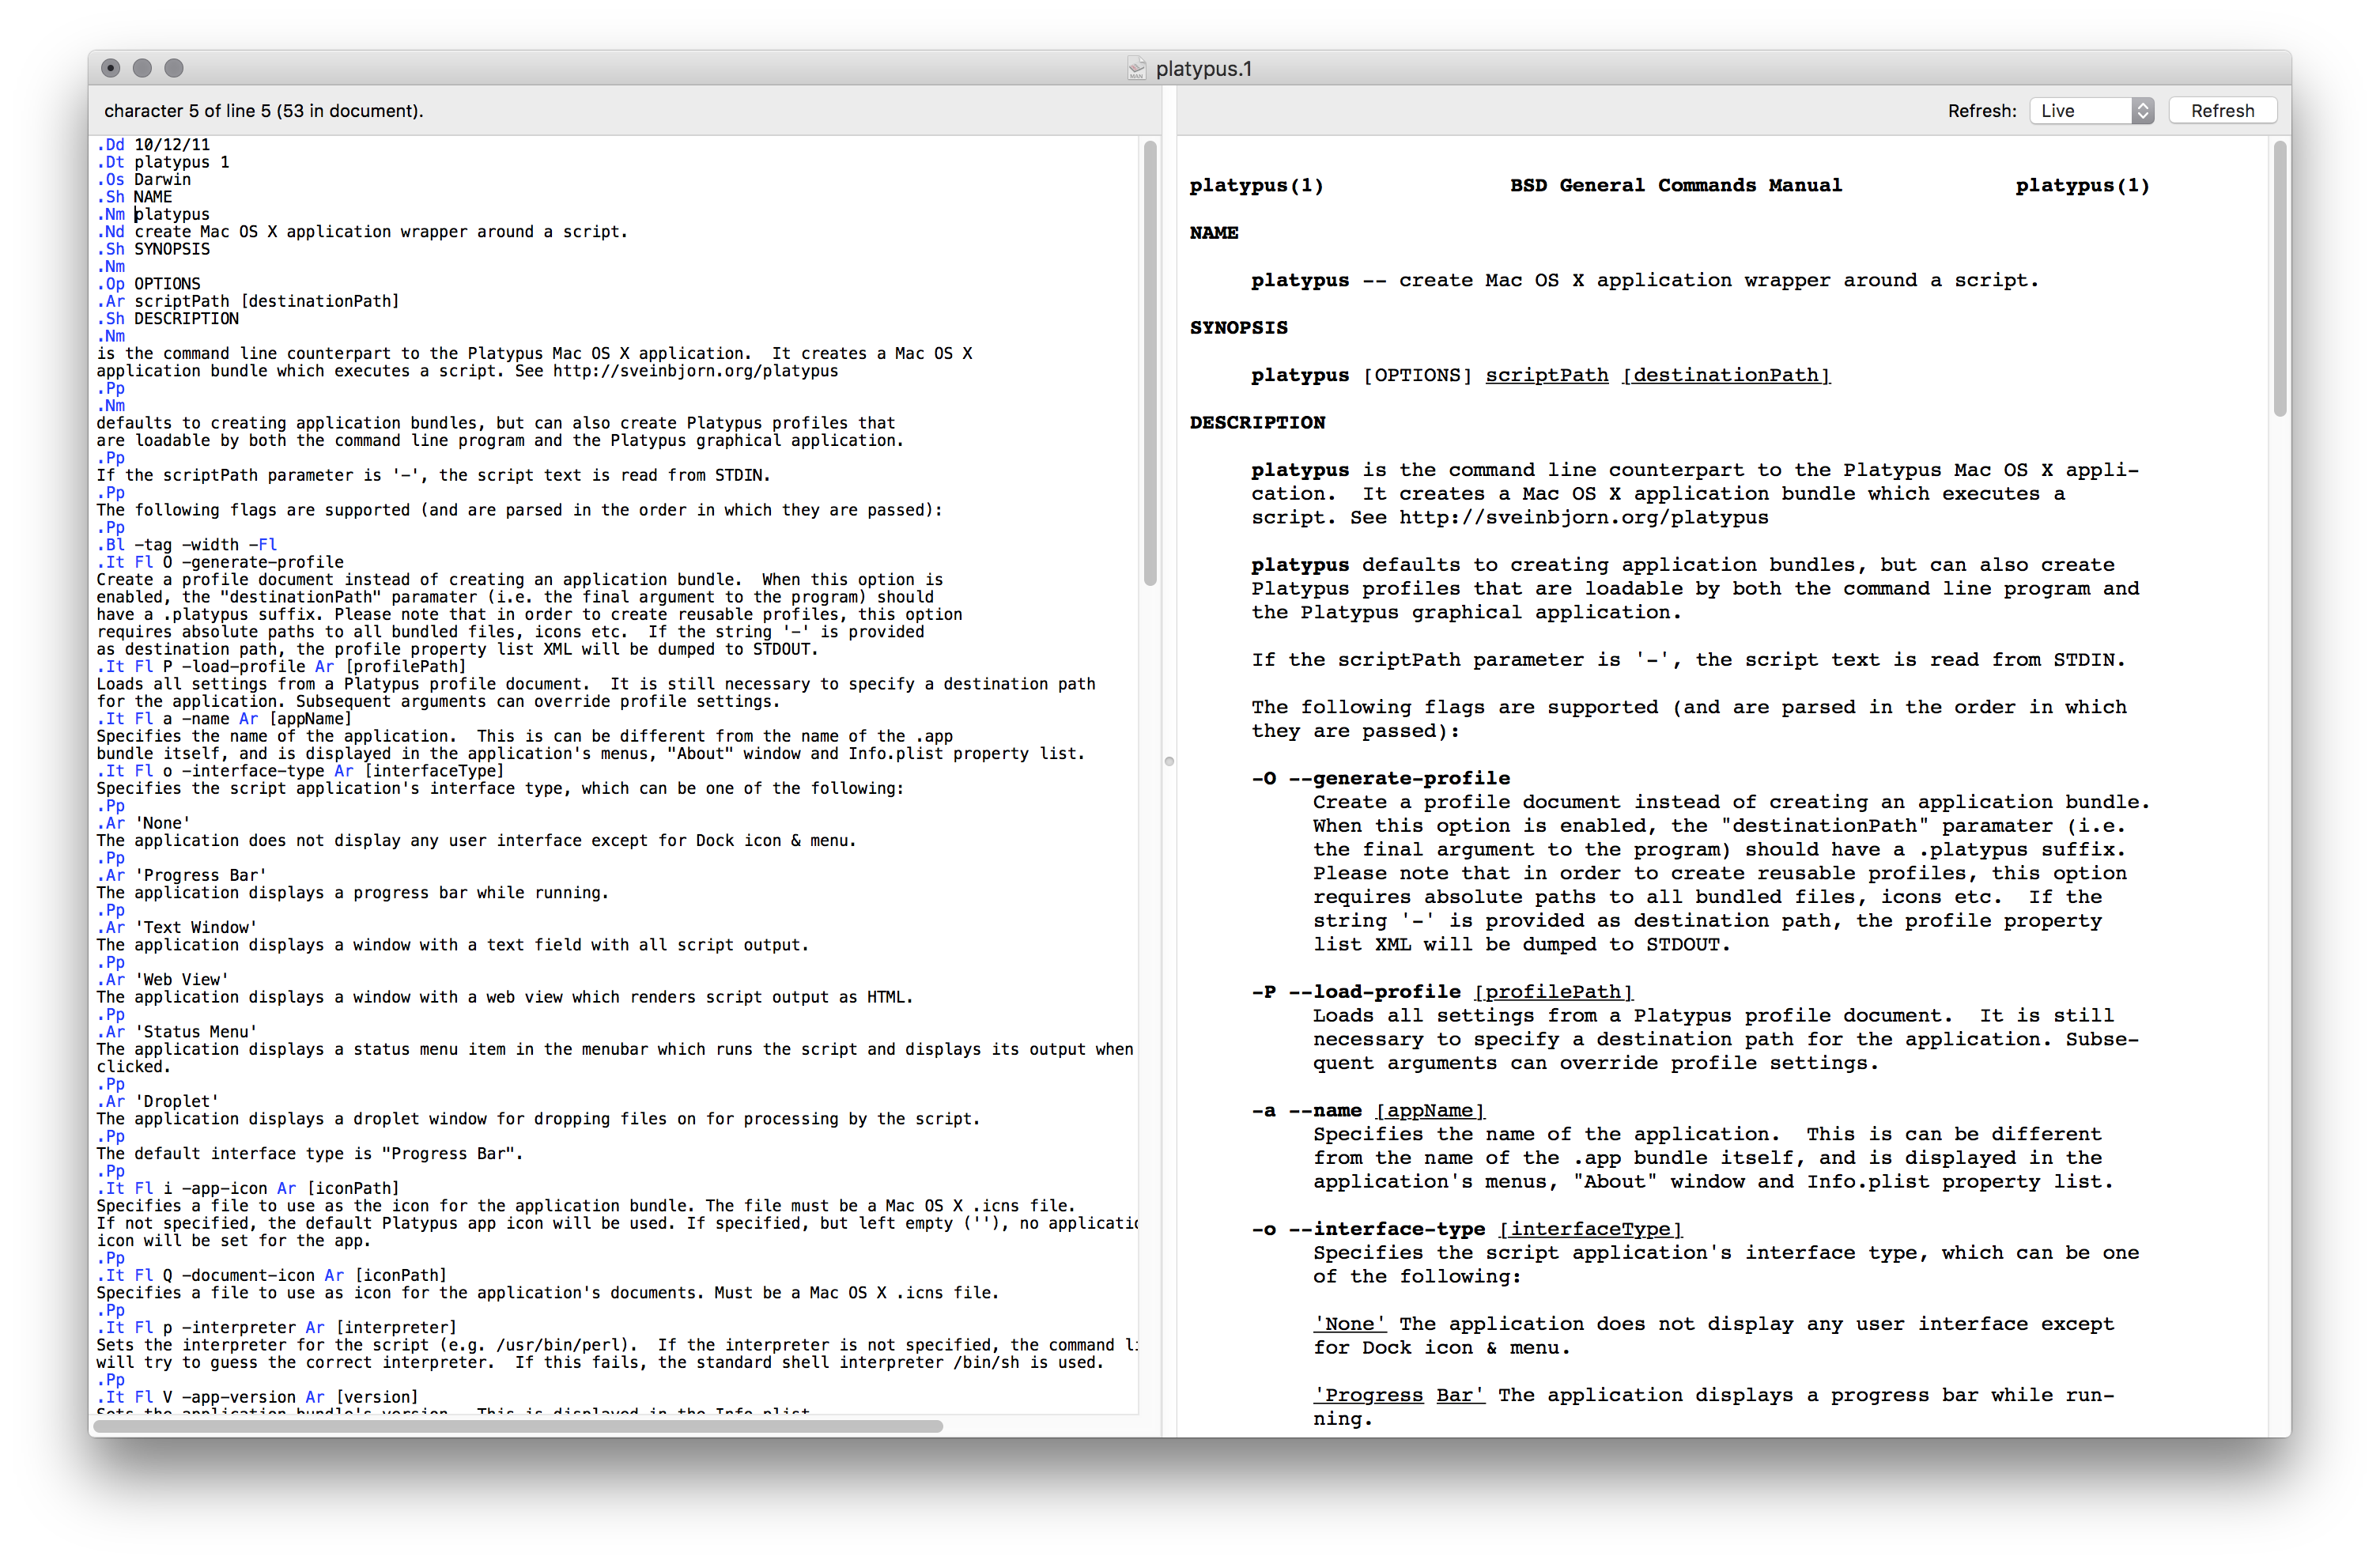 platypus.1
character 5 of line 5 (53 in document).
Refresh: Live Refresh
.Dd 10/12/11
.Dt platypus 1
.Os Darwin
.Sh NAME
.Nm platypus
.Nd create Mac OS X application wrapper around a script.
.Sh SYNOPSIS
.Nm
.Op OPTIONS
.Ar scriptPath [destinationPath]
.Sh DESCRIPTION
.Nm
is the command line counterpart to the Platypus Mac OS X application.  It creates a Mac OS X
application bundle which executes a script. See http://sveinbjorn.org/platypus
.Pp
.Nm
defaults to creating application bundles, but can also create Platypus profiles that
are loadable by both the command line program and the Platypus graphical application.
.Pp
If the scriptPath parameter is '-', the script text is read from STDIN.
.Pp
The following flags are supported (and are parsed in the order in which they are passed):
.Pp
.Bl -tag -width -Fl
.It Fl O -generate-profile
Create a profile document instead of creating an application bundle.  When this option is
enabled, the "destinationPath" paramater (i.e. the final argument to the program) should
have a .platypus suffix. Please note that in order to create reusable profiles, this option
requires absolute paths to all bundled files, icons etc.  If the string '-' is provided
as destination path, the profile property list XML will be dumped to STDOUT.
.It Fl P -load-profile Ar [profilePath]
Loads all settings from a Platypus profile document.  It is still necessary to specify a destination path
for the application. Subsequent arguments can override profile settings.
.It Fl a -name Ar [appName]
Specifies the name of the application.  This is can be different from the name of the .app
bundle itself, and is displayed in the application's menus, "About" window and Info.plist property list.
.It Fl o -interface-type Ar [interfaceType]
Specifies the script application's interface type, which can be one of the following:
.Pp
.Ar 'None'
The application does not display any user interface except for Dock icon & menu.
.Pp
.Ar 'Progress Bar'
The application displays a progress bar while running.
.Pp
.Ar 'Text Window'
The application displays a window with a text field with all script output.
.Pp
.Ar 'Web View'
The application displays a window with a web view which renders script output as HTML.
.Pp
.Ar 'Status Menu'
The application displays a status menu item in the menubar which runs the script and displays its output when
clicked.
.Pp
.Ar 'Droplet'
The application displays a droplet window for dropping files on for processing by the script.
.Pp
The default interface type is "Progress Bar".
.Pp
.It Fl i -app-icon Ar [iconPath]
Specifies a file to use as the icon for the application bundle. The file must be a Mac OS X .icns file.
If not specified, the default Platypus app icon will be used. If specified, but left empty (''), no applicatio
icon will be set for the app.
.Pp
.It Fl Q -document-icon Ar [iconPath]
Specifies a file to use as icon for the application's documents. Must be a Mac OS X .icns file.
.Pp
.It Fl p -interpreter Ar [interpreter]
Sets the interpreter for the script (e.g. /usr/bin/perl).  If the interpreter is not specified, the command li
will try to guess the correct interpreter.  If this fails, the standard shell interpreter /bin/sh is used.
.Pp
.It Fl V -app-version Ar [version]
Sets the application bundle's version.  This is displayed in the Info.plist
platypus(1) BSD General Commands Manual platypus(1)
NAME
platypus -- create Mac OS X application wrapper around a script.
SYNOPSIS
platypus [OPTIONS] scriptPath [destinationPath]
DESCRIPTION
platypus is the command line counterpart to the Platypus Mac OS X appli-
cation.  It creates a Mac OS X application bundle which executes a
script. See http://sveinbjorn.org/platypus
platypus defaults to creating application bundles, but can also create
Platypus profiles that are loadable by both the command line program and
the Platypus graphical application.
If the scriptPath parameter is '-', the script text is read from STDIN.
The following flags are supported (and are parsed in the order in which
they are passed):
-O --generate-profile
Create a profile document instead of creating an application bundle.
When this option is enabled, the "destinationPath" paramater (i.e.
the final argument to the program) should have a .platypus suffix.
Please note that in order to create reusable profiles, this option
requires absolute paths to all bundled files, icons etc.  If the
string '-' is provided as destination path, the profile property
list XML will be dumped to STDOUT.
-P --load-profile [profilePath]
Loads all settings from a Platypus profile document.  It is still
necessary to specify a destination path for the application. Subse-
quent arguments can override profile settings.
-a --name [appName]
Specifies the name of the application.  This is can be different
from the name of the .app bundle itself, and is displayed in the
application's menus, "About" window and Info.plist property list.
-o --interface-type [interfaceType]
Specifies the script application's interface type, which can be one
of the following:
'None' The application does not display any user interface except
for Dock icon & menu.
'Progress Bar' The application displays a progress bar while run-
ning.